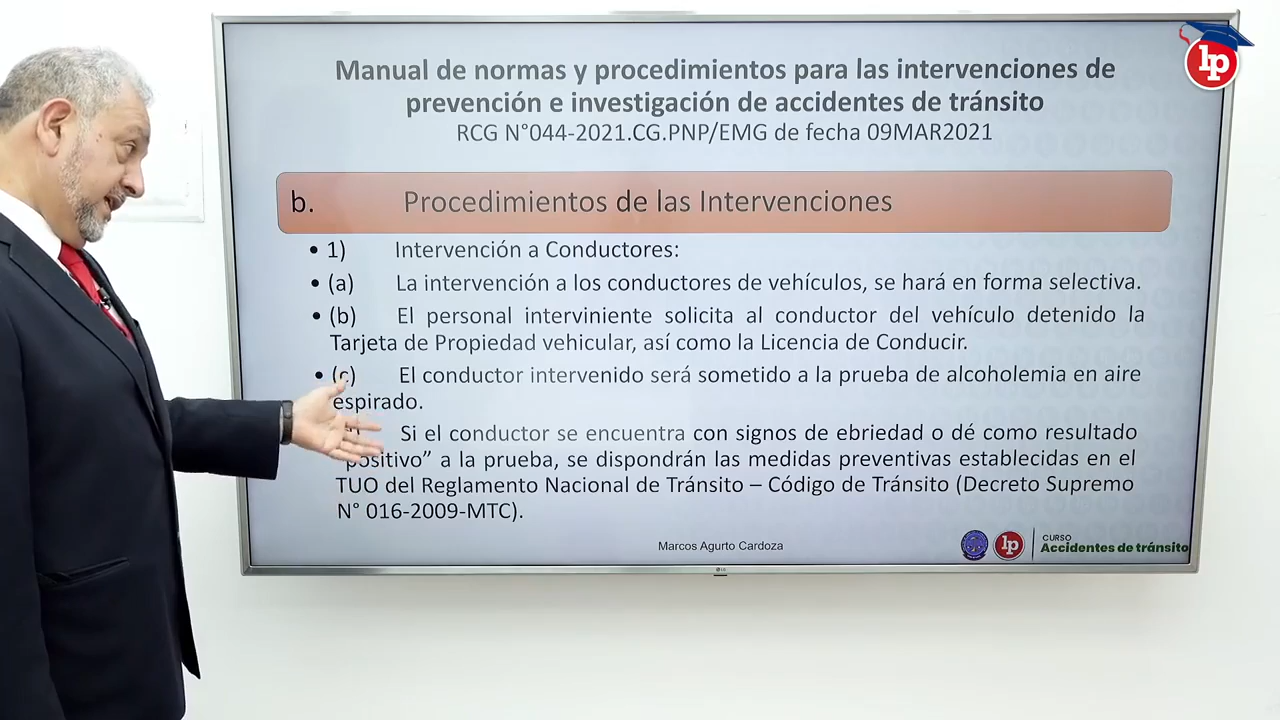 lp
Manual de normas y procedimientos para las intervenciones de
prevención e investigación de accidentes de tránsito
RCG N°044-2021.CG.PNP/EMG de fecha 09MAR2021
b. Procedimientos de las Intervenciones
• 1) Intervención a Conductores:
• (a) La intervención a los conductores de vehículos, se hará en forma selectiva.
• (b) El personal interviniente solicita al conductor del vehículo detenido la
Tarjeta de Propiedad vehicular, así como la Licencia de Conducir.
• (c) El conductor intervenido será sometido a la prueba de alcoholemia en aire
espirado.
Si el conductor se encuentra con signos de ebriedad o dé como resultado
"positivo” a la prueba, se dispondrán las medidas preventivas establecidas en el
TUO del Reglamento Nacional de Tránsito – Código de Tránsito (Decreto Supremo
N° 016-2009-MTC).
Marcos Agurto Cardoza
lp
CURSO
Accidentes de tránsito
LG